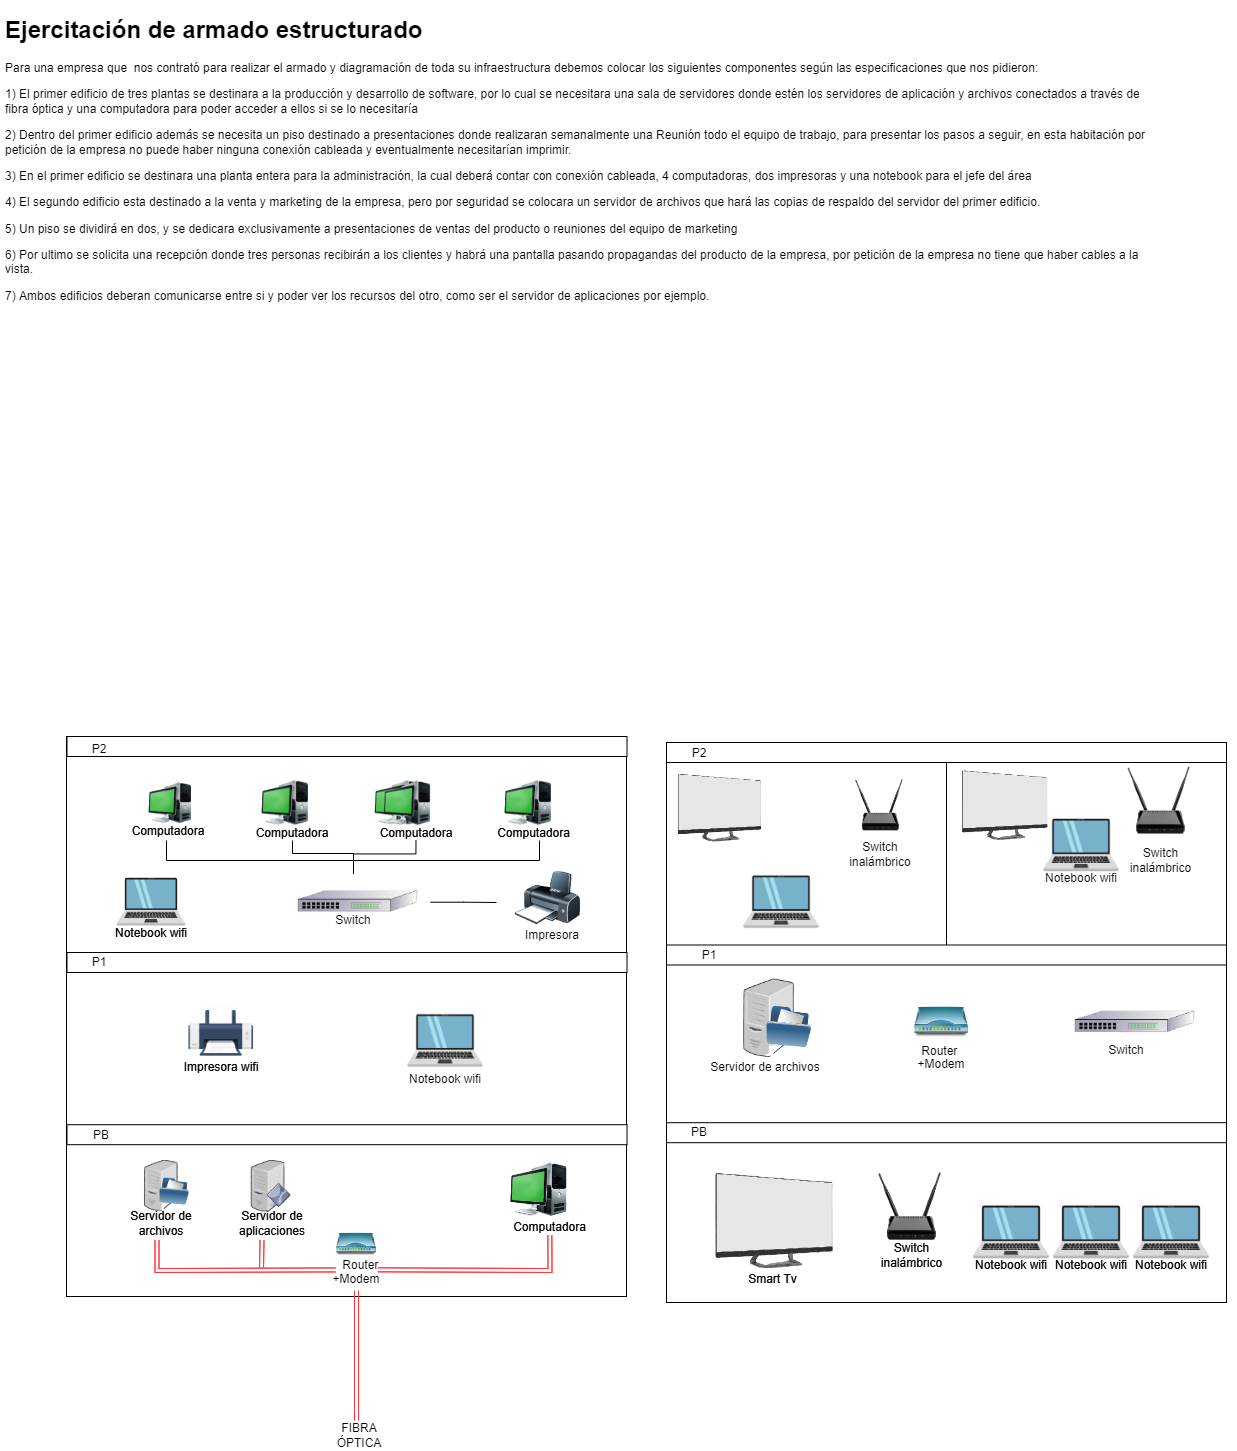 Ejercitación de armado estructurado
Para una empresa que  nos contrató para realizar el armado y diagramación de toda su infraestructura debemos colocar los siguientes componentes según las especificaciones que nos pidieron:
1) El primer edificio de tres plantas se destinara a la producción y desarrollo de software, por lo cual se necesitara una sala de servidores donde estén los servidores de aplicación y archivos conectados a través de
fibra óptica y una computadora para poder acceder a ellos si se lo necesitaría
2) Dentro del primer edificio además se necesita un piso destinado a presentaciones donde realizaran semanalmente una Reunión todo el equipo de trabajo, para presentar los pasos a seguir, en esta habitación por
petición de la empresa no puede haber ninguna conexión cableada y eventualmente necesitarían imprimir.
3) En el primer edificio se destinara una planta entera para la administración, la cual deberá contar con conexión cableada, 4 computadoras, dos impresoras y una notebook para el jefe del área
4) El segundo edificio esta destinado a la venta y marketing de la empresa, pero por seguridad se colocara un servidor de archivos que hará las copias de respaldo del servidor del primer edificio.
5) Un piso se dividirá en dos, y se dedicara exclusivamente a presentaciones de ventas del producto o reuniones del equipo de marketing
6) Por ultimo se solicita una recepción donde tres personas recibirán a los clientes y habrá una pantalla pasando propagandas del producto de la empresa, por petición de la empresa no tiene que haber cables a la
vista.
7) Ambos edificios deberan comunicarse entre si y poder ver los recursos del otro, como ser el servidor de aplicaciones por ejemplo.
P2
Computadora
Computadora
Computadora
Computadora
Notebook wifi
Switch
Impresora
P1
Impresora wifi
Notebook wifi
PB
Servidor de
archivos
Servidor de
aplicaciones
Computadora
Router
+Modem
FIBRA
ÓPTICA
P2
Switch
inalámbrico
Notebook wifi
Switch
inalámbrico
P1
Servidor de archivos
Router
+Modem
Switch
PB
Smart Tv
Switch
inalámbrico
Notebook wifi
Notebook wifi
Notebook wifi